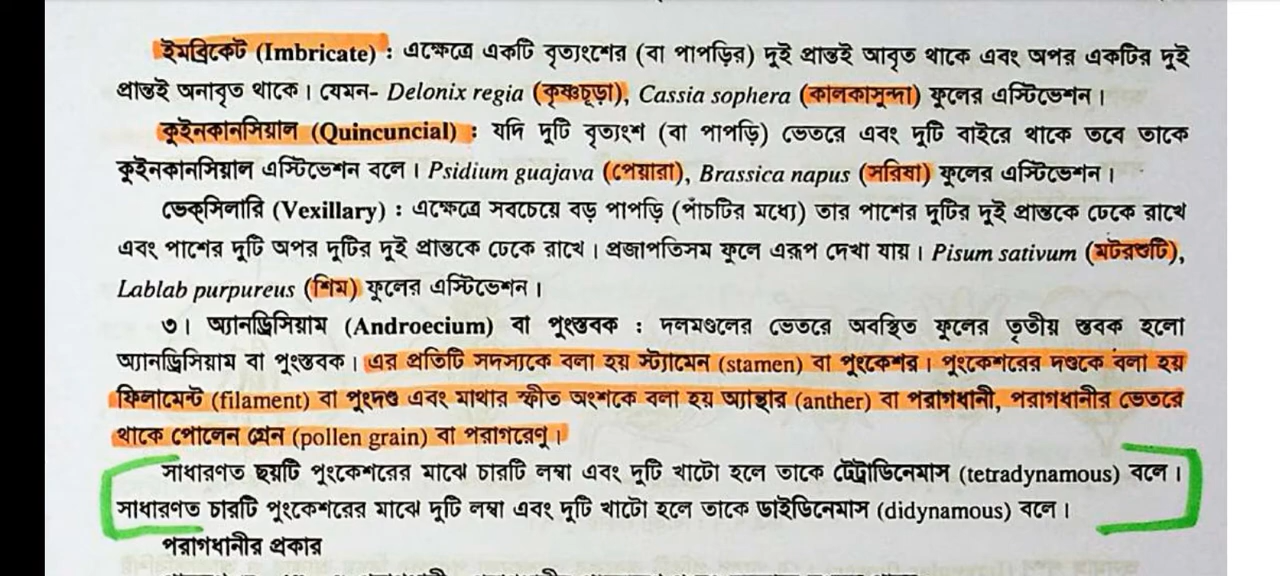 ইমব্রিকেট (Imbricate) : এক্ষেত্রে একটি বৃত্যংশের (বা পাপড়ির) দুই প্রান্তই আবৃত থাকে এবং অপর একটির দুই
প্রান্তই অনাবৃত থাকে। যেমন- Delonix regia (কৃষ্ণচূড়া), Cassia sophera (কালকাসুন্দা) ফুলের এস্টিভেশন।
কুইনকানসিয়াল (Quincuncial) : যদি দুটি বৃত্যংশ (বা পাপড়ি) ভেতরে এবং দুটি বাইরে থাকে তবে তাকে
কুইনকানসিয়াল এস্টিভেশন বলে। Psidium guajava (পেয়ারা), Brassica napus (সরিষা) ফুলের এস্টিভেশন।
ভেক্সিলারি (Vexillary) : এক্ষেত্রে সবচেয়ে বড় পাপড়ি (পাঁচটির মধ্যে) তার পাশের দুটির দুই প্রান্তকে ঢেকে রাখে
এবং পাশের দুটি অপর দুটির দুই প্রান্তকে ঢেকে রাখে। প্রজাপতিসম ফুলে এরূপ দেখা যায়। Pisum sativum (মটরশুটি),
Lablab purpureus (শিম) ফুলের এস্টিভেশন।
৩। অ্যানড্রিসিয়াম (Androecium) বা পুংস্তবক : দলমণ্ডলের ভেতরে অবস্থিত ফুলের তৃতীয় স্তবক হলো
অ্যানড্রিসিয়াম বা পুংস্তবক। এর প্রতিটি সদস্যকে বলা হয় স্ট্যামেন (stamen) বা পুংকেশর। পুংকেশরের দণ্ডকে বলা হয়
ফিলামেন্ট (filament) বা পুংদণ্ড এবং মাথার স্ফীত অংশকে বলা হয় অ্যান্থার (anther) বা পরাগধানী, পরাগধানীর ভেতরে
থাকে পোলেন গ্রেন (pollen grain) বা পরাগরেণু।
সাধারণত ছয়টি পুংকেশরের মাঝে চারটি লম্বা এবং দুটি খাটো হলে তাকে টেট্রাডিনেমাস (tetradynamous) বলে।
সাধারণত চারটি পুংকেশরের মাঝে দুটি লম্বা এবং দুটি খাটো হলে তাকে ডাইডিনেমাস (didynamous) বলে।
পরাগধানীর প্রকার